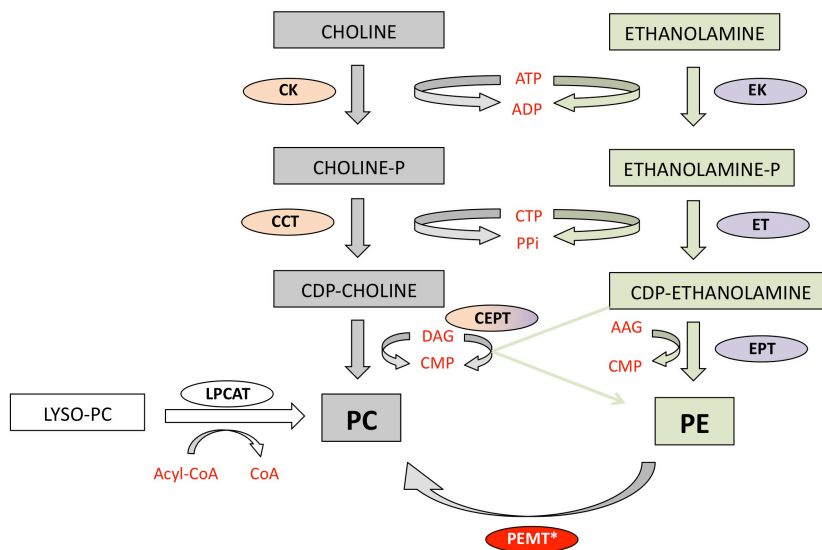 CHOLINE
ETHANOLAMINE
CK
ATP
EK
ADP
CHOLINE-P
ETHANOLAMINE-P
CCT
CTP
ET
PPi
CDP-CHOLINE
CDP-ETHANOLAMINE
CEPT
DAG
AAG
EPT
CMP
CMP
LPCAT
LYSO-PC
PC
PE
Acyl-CoA
CoA
PEMT*